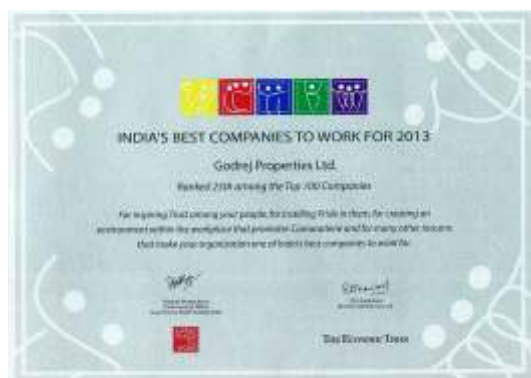 INDIA'S BEST COMPANIES TO WORK FOR 2013
Godrej Properties Ltd.
Ranked 25th among the Top 100 Companies
For inspiring Trust among your people, for instilling Pride in them, for creating an
environment within the workplace that promotes Camaraderie and for many other reasons
that make your organization one of India's best companies to work for.
THE ECONOMIC TIMES